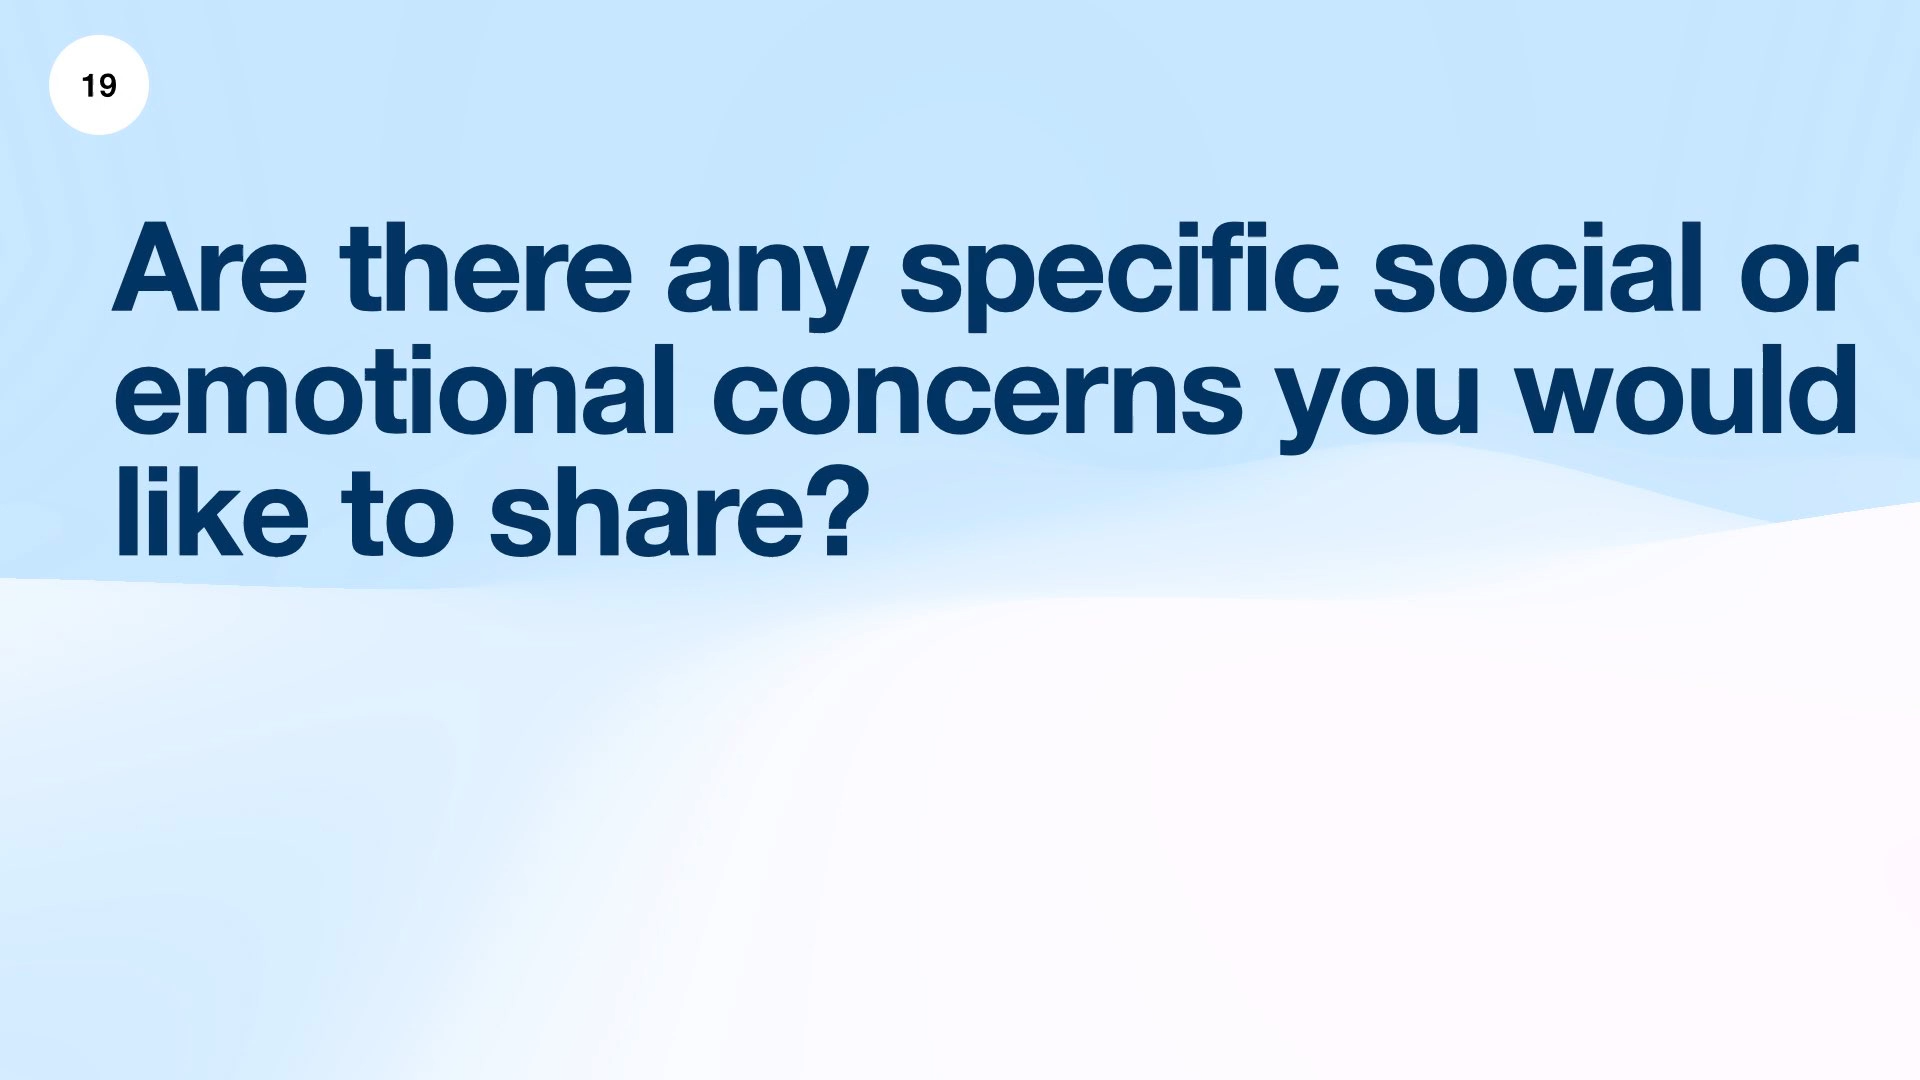 19
Are there any specific social or
emotional concerns you would
like to share?